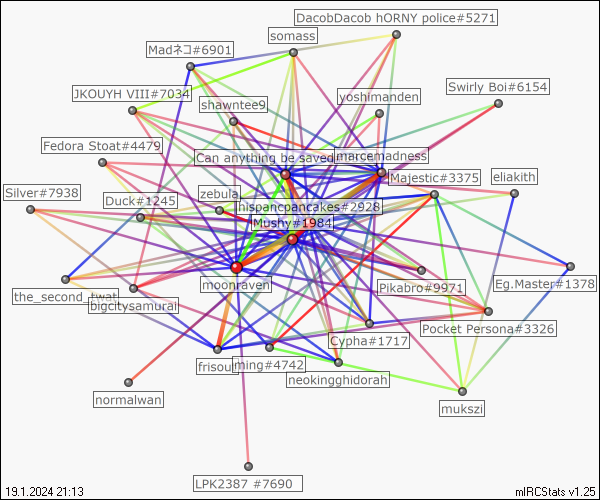 DacobDacob hORNY police#5271
somass
Madネコ#6901
Swirly Boi#6154
JKOUYH VIII#7034
yoshimanden
shawntee9
Fedora Stoat#4479
Can anything be saved
marcemadness
Majestic#3375
eliakith
Silver#7938
zebula
Duck#1245
hispancpancakes#2928
Mushy#1984
moonraven
Pikabro#9971
Eg.Master#1378
the_second_twat
bigcitysamurai
Pocket Persona#3326
Cypha#1717
frisou
ming#4742
neokingghidorah
normalwan
mukszi
LPK2387 #7690
19.1.2024 21:13
mIRCStats v1.25